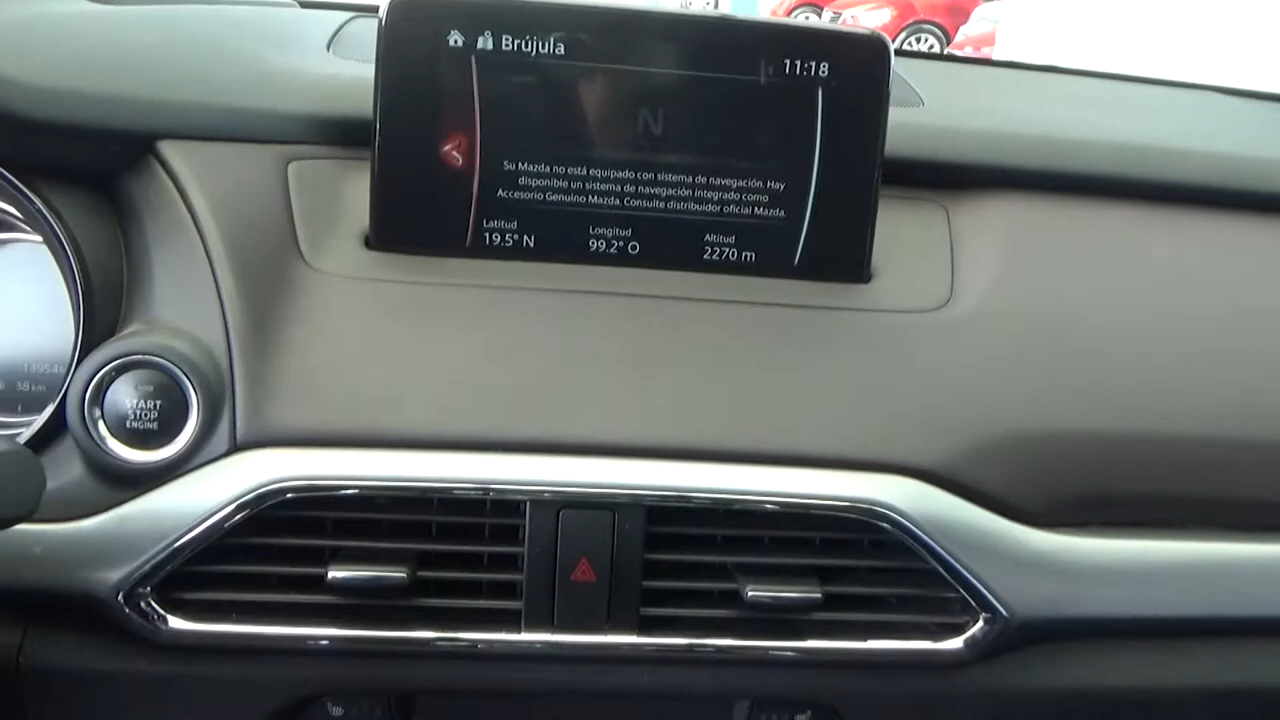 Brújula
11:18
N
Su Mazda no está equipado con sistema de navegación. Hay
disponible un sistema de navegación integrado como
Accesorio Genuino Mazda. Consulte distribuidor oficial Mazda.
Latitud
19.5° N
Longitud
99.2° O
Altitud
2270 m
38 km
START
STOP
ENGINE